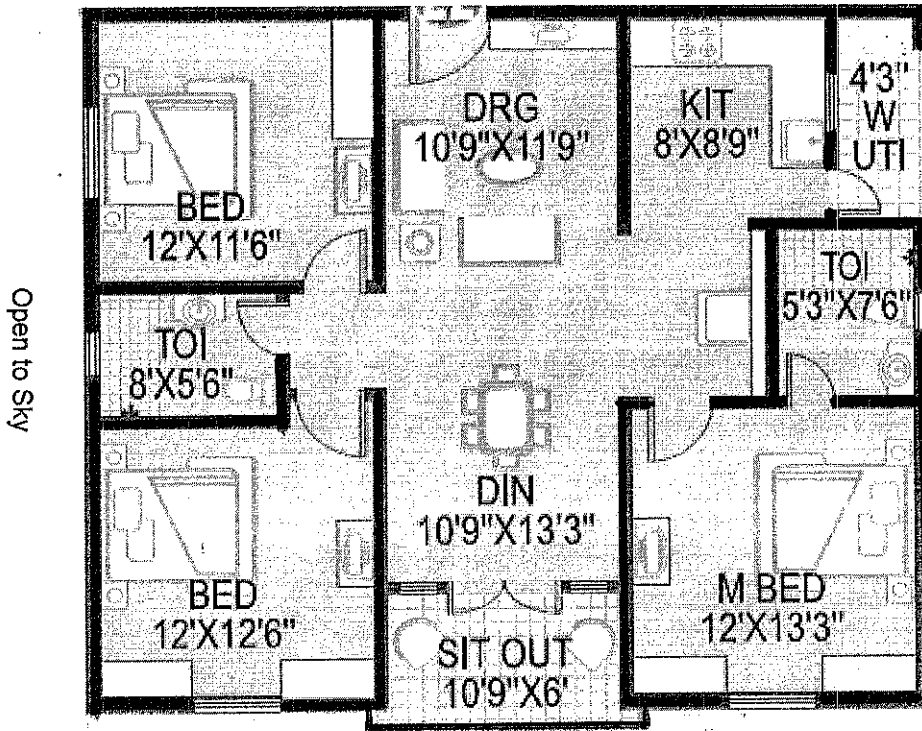 DRG
10'9"X11'9"
KIT
8'X8'9"
4'3"
W
UTI
BED
12'X11'6"
TOI
5'3"X7'6"
TOI
8'X5'6"
Open to Sky
DIN
10'9"X13'3"
BED
12'X12'6"
M BED
12'X13'3"
SIT OUT
10'9"X6'